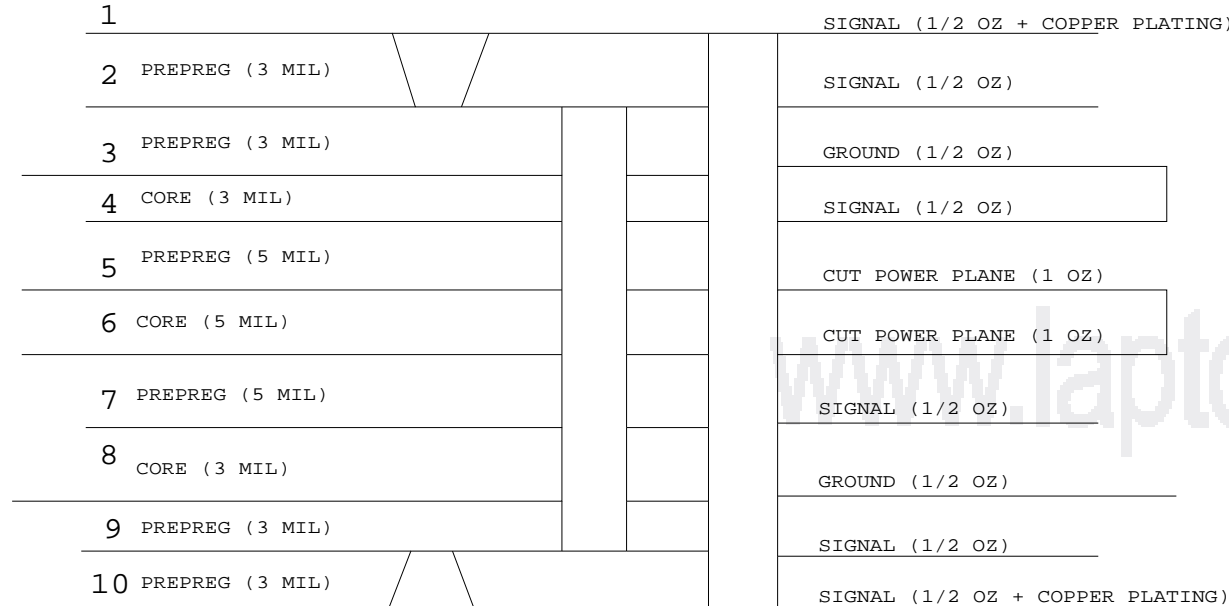 1
SIGNAL (1/2 OZ + COPPER PLATING)
2 PREPREG (3 MIL)
SIGNAL (1/2 OZ)
3 PREPREG (3 MIL)
GROUND (1/2 OZ)
4 CORE (3 MIL)
SIGNAL (1/2 OZ)
5 PREPREG (5 MIL)
CUT POWER PLANE (1 OZ)
6 CORE (5 MIL)
CUT POWER PLANE (1 OZ)
7 PREPREG (5 MIL)
SIGNAL (1/2 OZ)
8 CORE (3 MIL)
GROUND (1/2 OZ)
9 PREPREG (3 MIL)
SIGNAL (1/2 OZ)
10 PREPREG (3 MIL)
SIGNAL (1/2 OZ + COPPER PLATING)